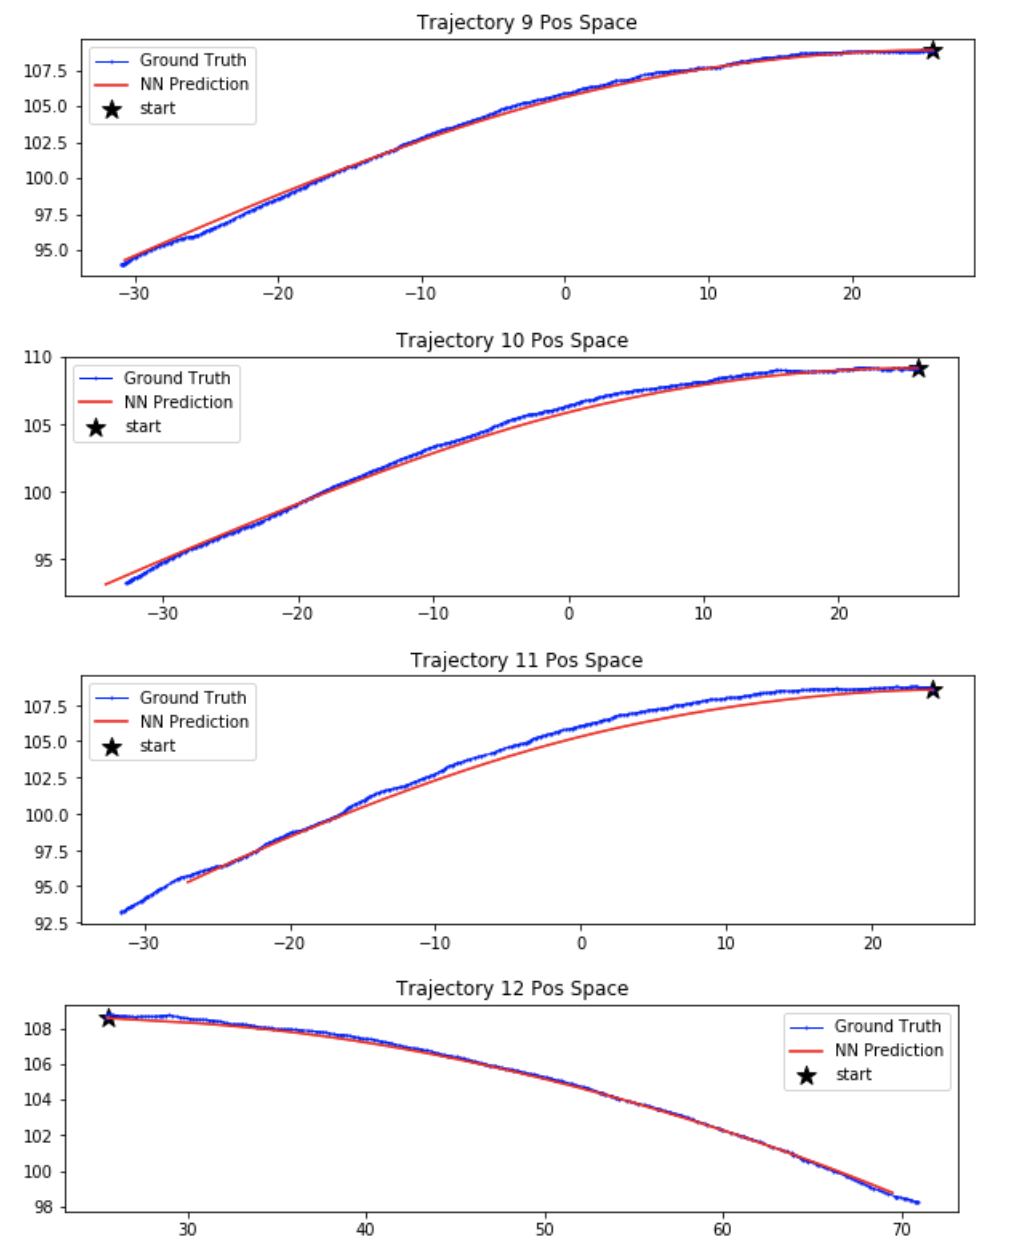 Trajectory 9 Pos Space
Ground Truth
NN Prediction
start
107.5
105.0
102.5
100.0
97.5
95.0
−30 −20 −10 0 10 20
Trajectory 10 Pos Space
Ground Truth
NN Prediction
start
110
105
100
95
−30 −20 −10 0 10 20
Trajectory 11 Pos Space
Ground Truth
NN Prediction
start
107.5
105.0
102.5
100.0
97.5
95.0
92.5
−30 −20 −10 0 10 20
Trajectory 12 Pos Space
Ground Truth
NN Prediction
start
108
106
104
102
100
98
30 40 50 60 70